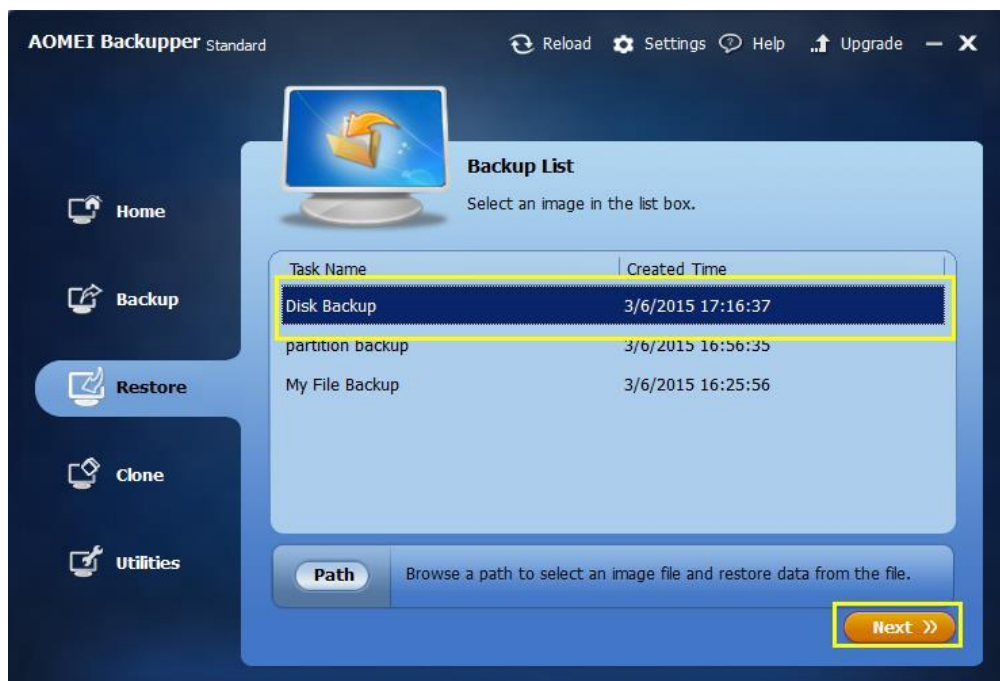 AOMEI Backupper Standard Reload Settings Help Upgrade
Backup List
Select an image in the list box.
Home
Backup
Restore
Clone
Utilities
Task Name Created Time
Disk Backup 3/6/2015 17:16:37
partition backup 3/6/2015 16:56:35
My File Backup 3/6/2015 16:25:56
Path Browse a path to select an image file and restore data from the file.
Next »